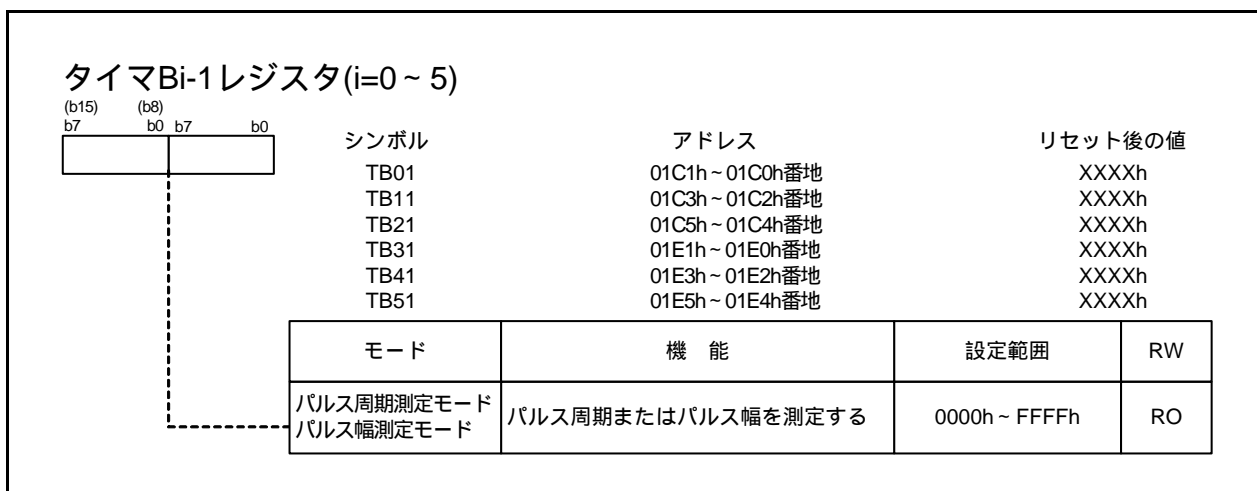 タイマBi-1レジスタ(i=0～5)
(b15) (b8)
b7 b0 b7 b0
シンボル アドレス リセット後の値
TB01 01C1h～01C0h番地 XXXXh
TB11 01C3h～01C2h番地 XXXXh
TB21 01C5h～01C4h番地 XXXXh
TB31 01E1h～01E0h番地 XXXXh
TB41 01E3h～01E2h番地 XXXXh
TB51 01E5h～01E4h番地 XXXXh
モード 機 能 設定範囲 RW
パルス周期測定モード
パルス幅測定モード パルス周期またはパルス幅を測定する 0000h～FFFFh RO